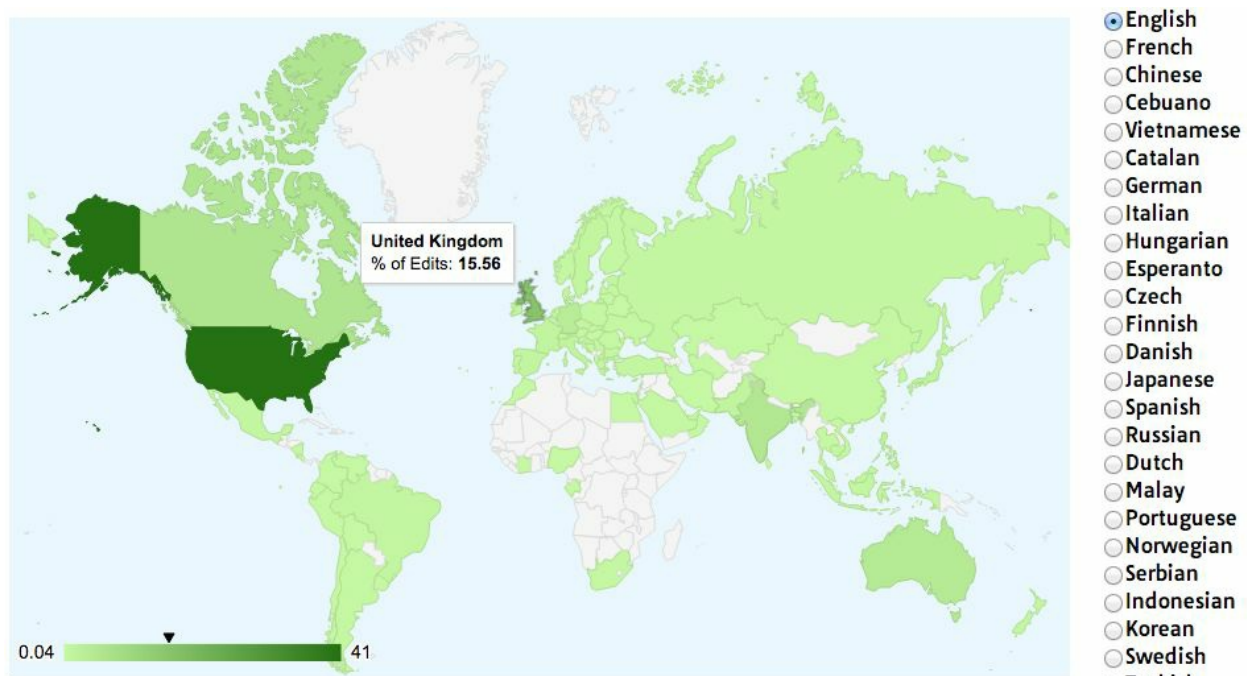 United Kingdom
% of Edits: 15.56
0.04
41
English
French
Chinese
Cebuano
Vietnamese
Catalan
German
Italian
Hungarian
Esperanto
Czech
Finnish
Danish
Japanese
Spanish
Russian
Dutch
Malay
Portuguese
Norwegian
Serbian
Indonesian
Korean
Swedish